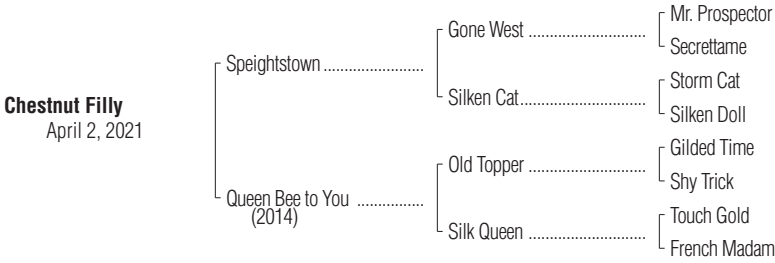 Chestnut Filly
April 2, 2021
Speightstown
Queen Bee to You
(2014)
Gone West
Silken Cat
Old Topper
Silk Queen
Mr. Prospector
Secrettame
Storm Cat
Silken Doll
Gilded Time
Shy Trick
Touch Gold
French Madam